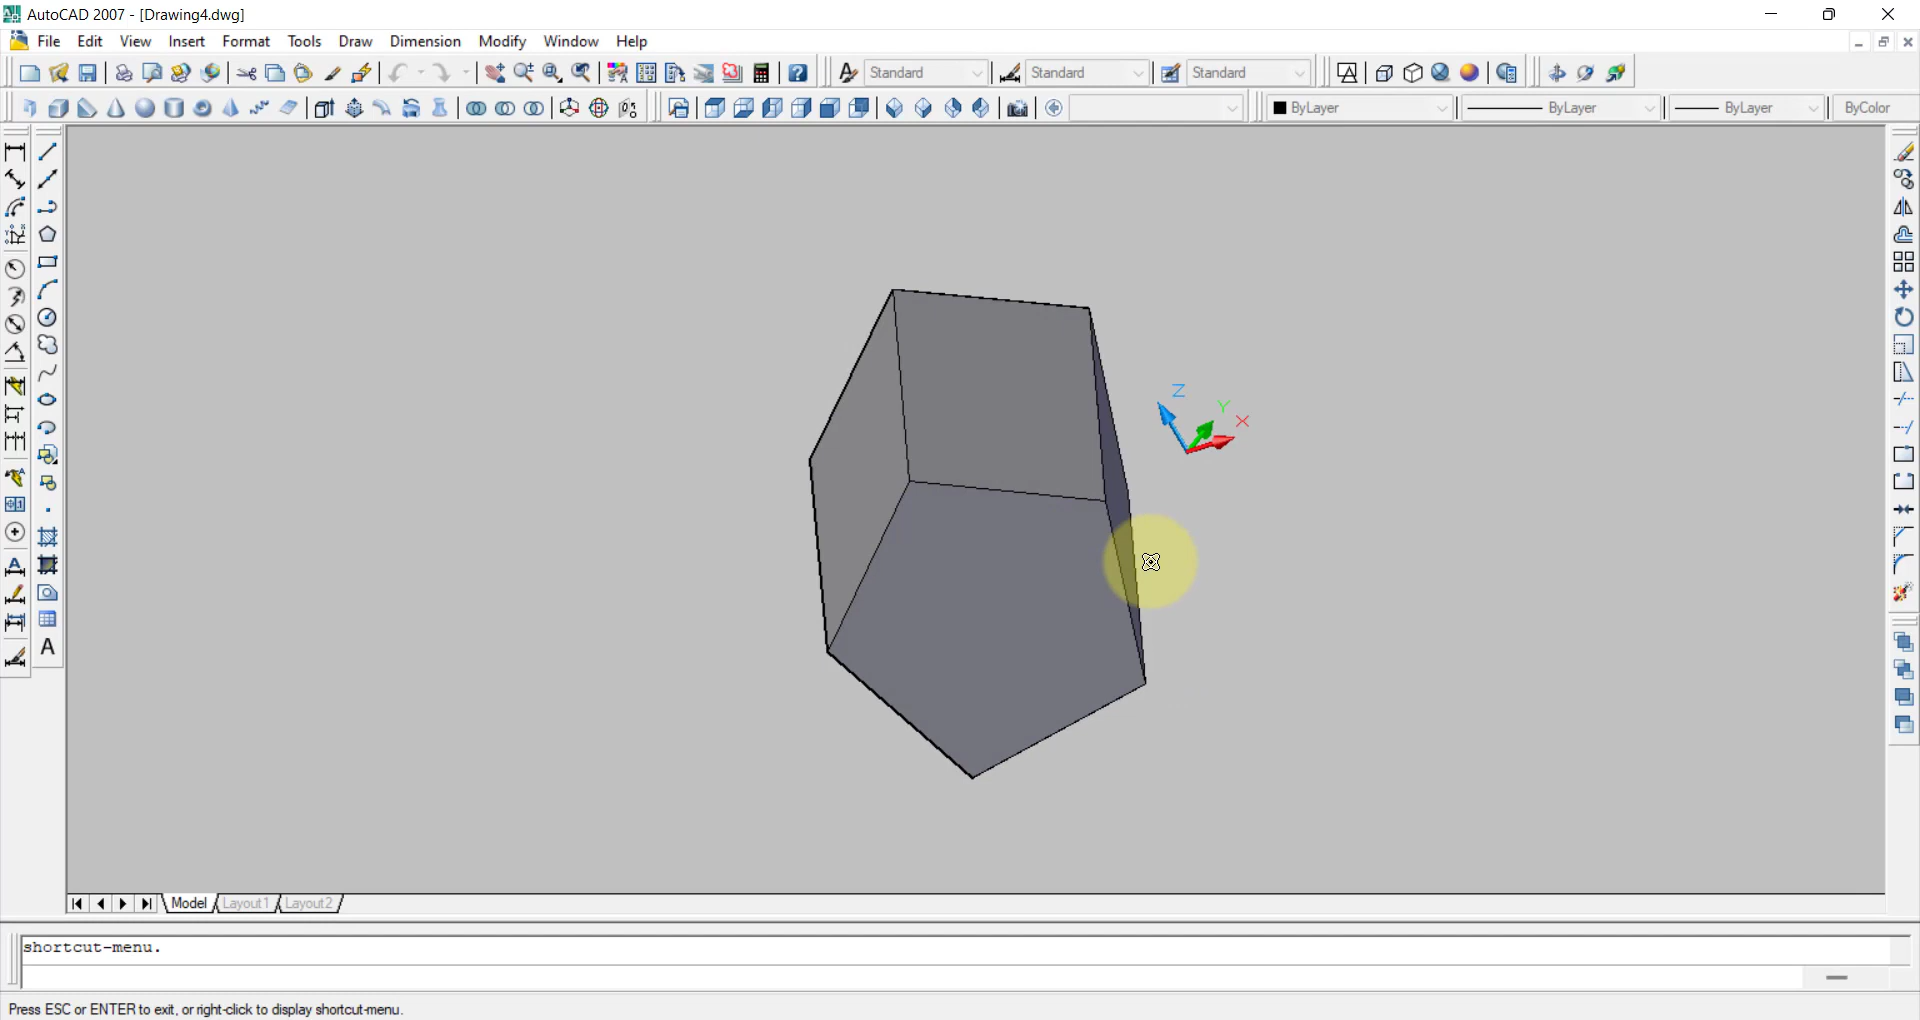 AutoCAD 2007 - [Drawing4.dwg]
File Edit View Insert Format Tools Draw Dimension Modify Window Help
Standard Standard Standard
ByLayer ByLayer ByLayer ByColor
Z
Y
X
A
Model Layout1 Layout2
shortcut-menu.
Press ESC or ENTER to exit, or right-click to display shortcut-menu.